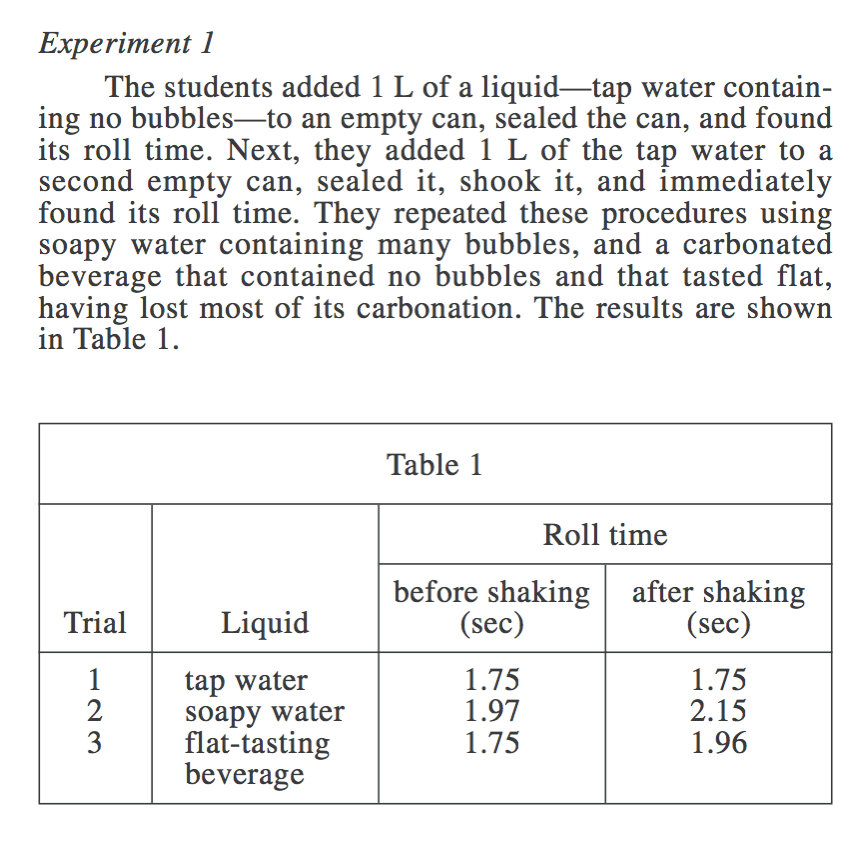 Experiment 1
The students added 1 L of a liquid—tap water contain-
ing no bubbles—to an empty can, sealed the can, and found
its roll time. Next, they added 1 L of the tap water to a
second empty can, sealed it, shook it, and immediately
found its roll time. They repeated these procedures using
soapy water containing many bubbles, and a carbonated
beverage that contained no bubbles and that tasted flat,
having lost most of its carbonation. The results are shown
in Table 1.
Table 1
Roll time
Trial Liquid before shaking (sec) after shaking (sec)
1 tap water 1.75 1.75
2 soapy water 1.97 2.15
3 flat-tasting 1.75 1.96
beverage